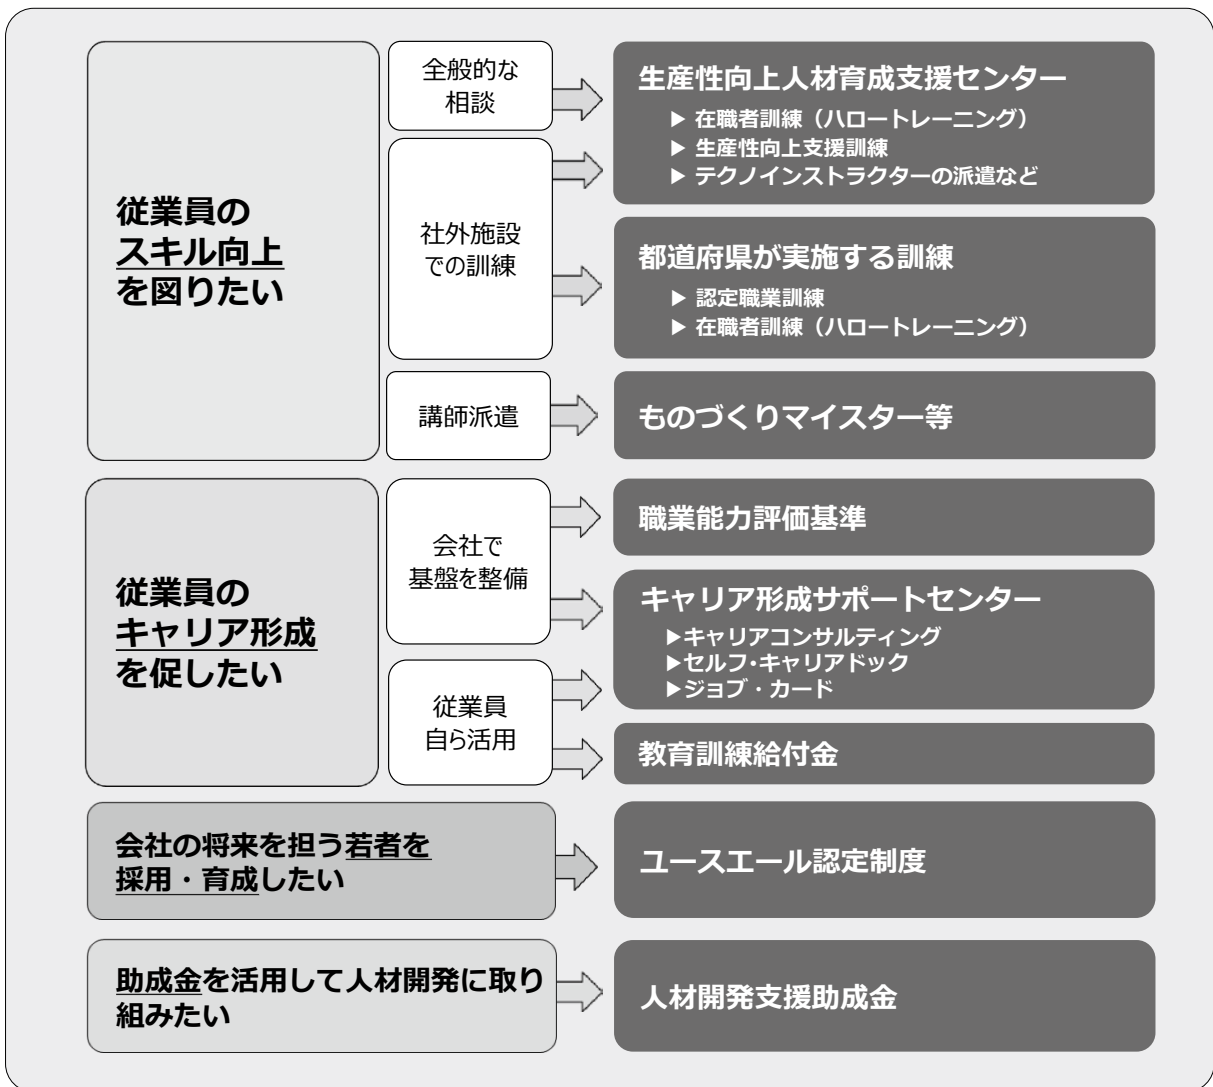 従業員の
スキル向上
を図りたい
全般的な
相談
生産性向上人材育成支援センター
▶ 在職者訓練（ハロートレーニング）
▶ 生産性向上支援訓練
▶ テクノインストラクターの派遣など
社外施設
での訓練
都道府県が実施する訓練
▶ 認定職業訓練
▶ 在職者訓練（ハロートレーニング）
講師派遣
ものづくりマイスター等
従業員の
キャリア形成
を促したい
会社で
基盤を整備
職業能力評価基準
キャリア形成サポートセンター
▶キャリアコンサルティング
▶セルフ・キャリアドック
▶ジョブ・カード
従業員
自ら活用
教育訓練給付金
会社の将来を担う若者を
採用・育成したい
ユースエール認定制度
助成金を活用して人材開発に取り
組みたい
人材開発支援助成金